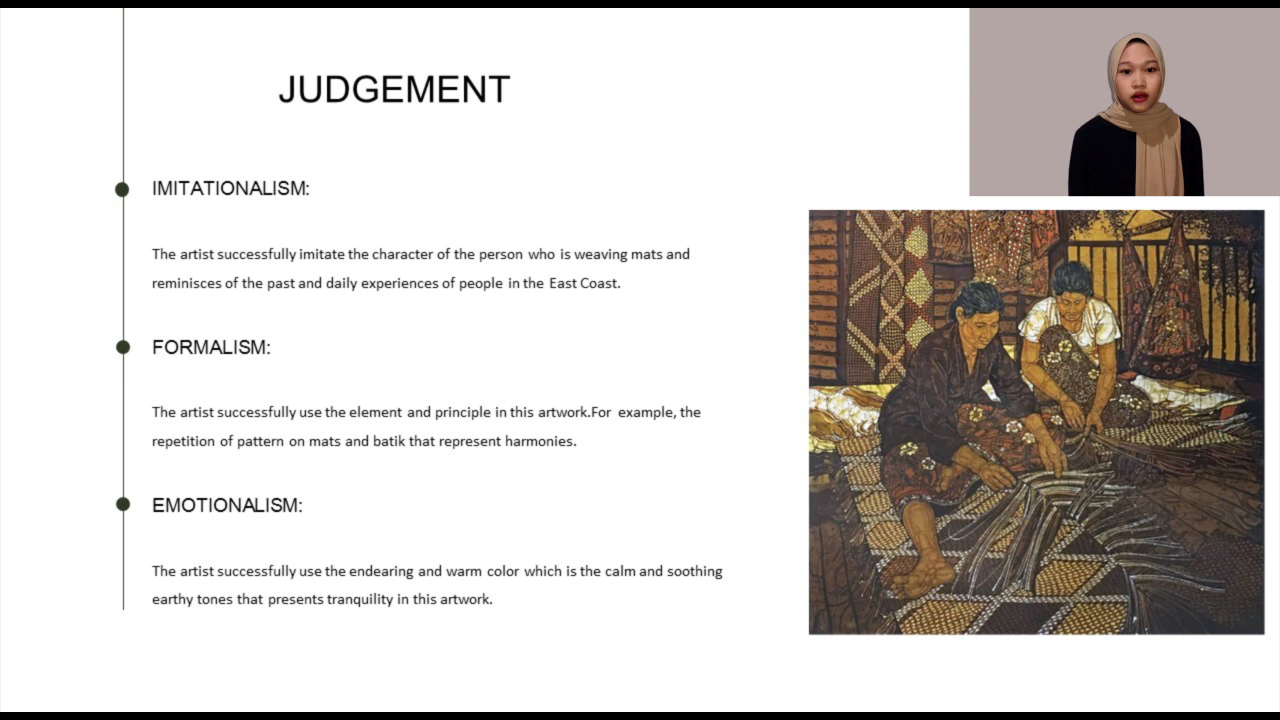 JUDGEMENT
IMITATIONALISM:
The artist successfully imitate the character of the person who is weaving mats and
reminisces of the past and daily experiences of people in the East Coast.
FORMALISM:
The artist successfully use the element and principle in this artwork.For example, the
repetition of pattern on mats and batik that represent harmonies.
EMOTIONALISM:
The artist successfully use the endearing and warm color which is the calm and soothing
earthy tones that presents tranquility in this artwork.